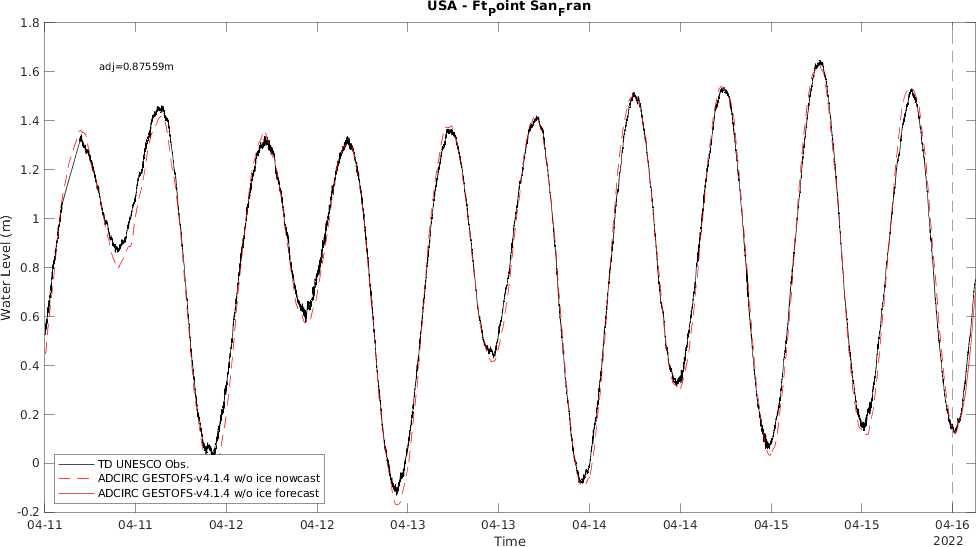 USA - FtPoint SanFran
adj=0.87559m
1.8
1.6
1.4
1.2
1
0.8
0.6
0.4
0.2
0
-0.2
Water Level (m)
TD UNESCO Obs.
ADCIRC GESTOFS-v4.1.4 w/o ice nowcast
ADCIRC GESTOFS-v4.1.4 w/o ice forecast
04-11 04-11 04-12 04-12 04-13 04-13 04-14 04-14 04-15 04-15 04-16
Time
2022